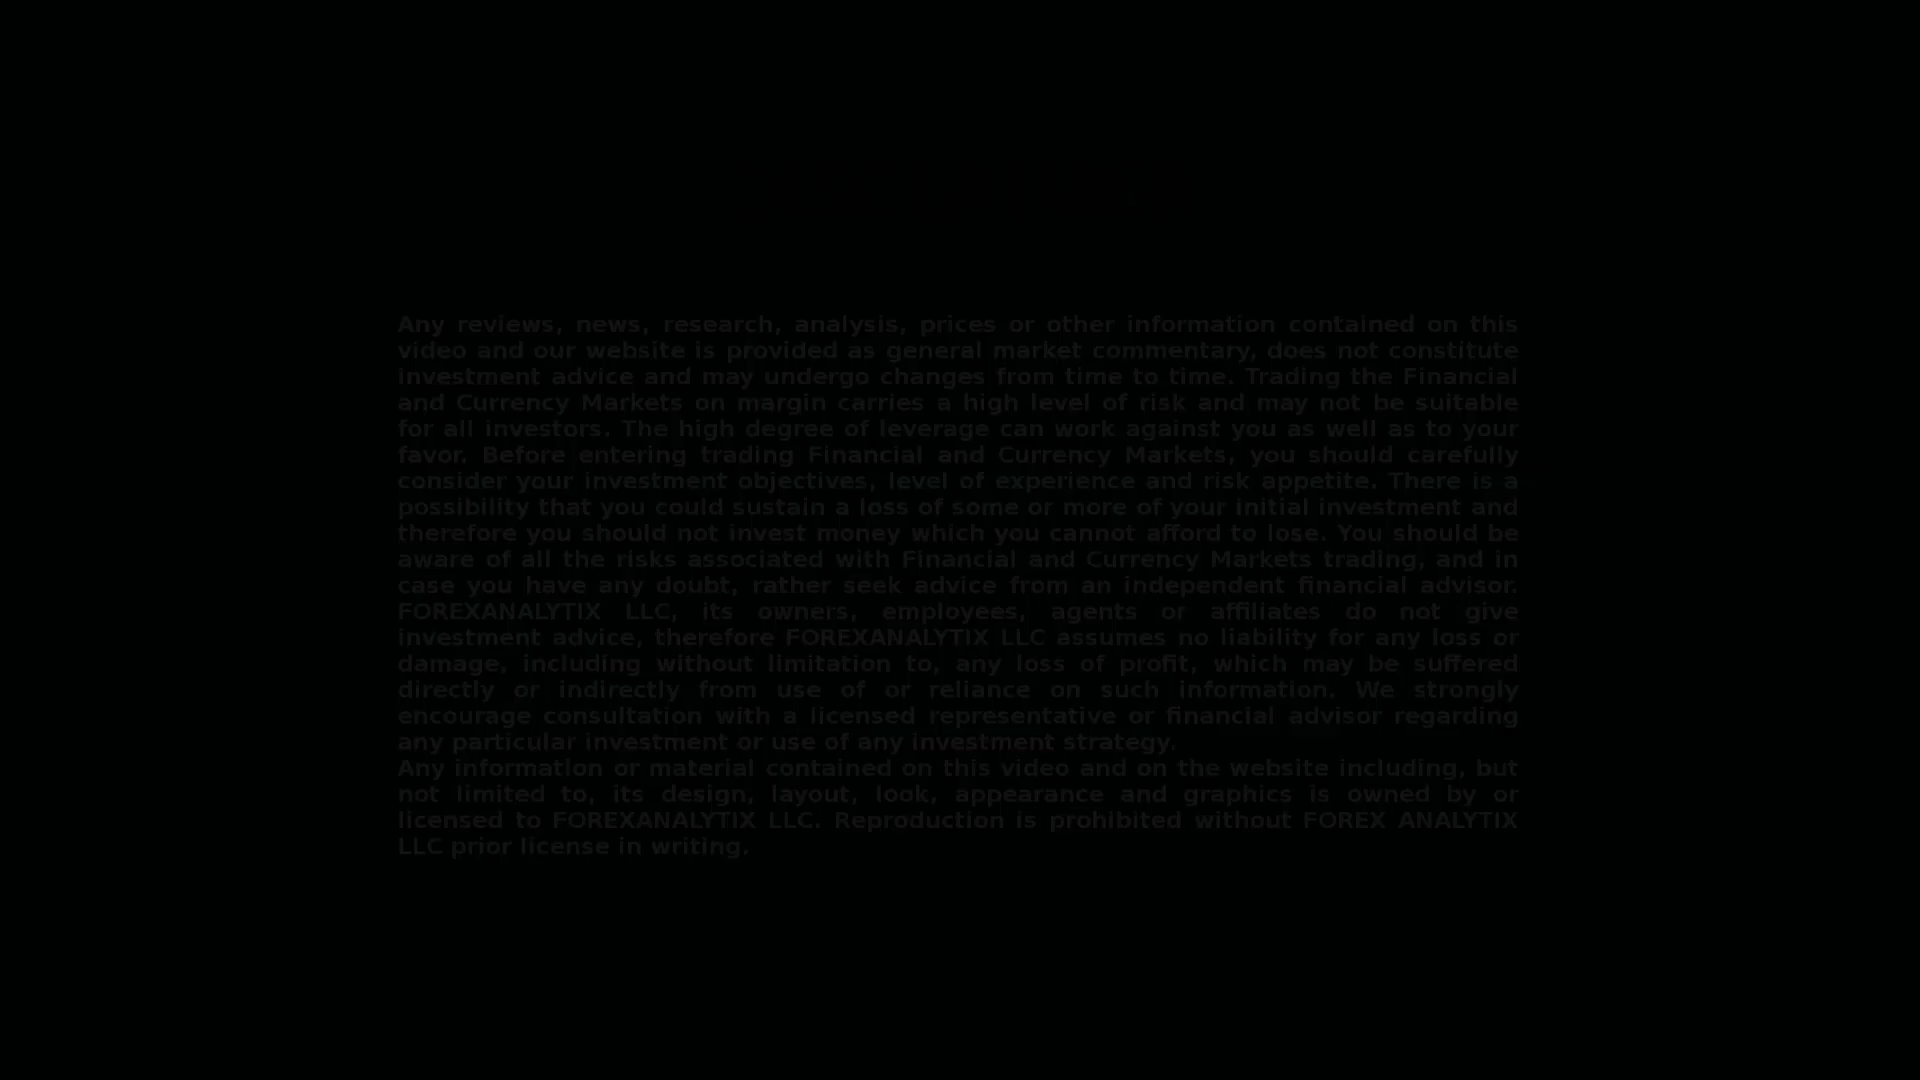 Any reviews, news, research, analysis, prices or other information contained on this
video and our website is provided as general market commentary, does not constitute
investment advice and may undergo changes from time to time. Trading the Financial
and Currency Markets on margin carries a high level of risk and may not be suitable
for all investors. The high degree of leverage can work against you as well as to your
favor. Before entering trading Financial and Currency Markets, you should carefully
consider your investment objectives, level of experience and risk appetite. There is a
possibility that you could sustain a loss of some or more of your initial investment and
therefore you should not invest money which you cannot afford to lose. You should be
aware of all the risks associated with Financial and Currency Markets trading, and in
case you have any doubt, rather seek advice from an independent financial advisor.
FOREXANALYTIX LLC, its owners, employees, agents or affiliates do not give
investment advice, therefore FOREXANALYTIX LLC assumes no liability for any loss or
damage, including without limitation to, any loss of profit, which may be suffered
directly or indirectly from use of or reliance on such information. We strongly
encourage consultation with a licensed representative or financial advisor regarding
any particular investment or use of any investment strategy.
Any information or material contained on this video and on the website including, but
not limited to, its design, layout, look, appearance and graphics is owned by or
licensed to FOREXANALYTIX LLC. Reproduction is prohibited without FOREX ANALYTIX
LLC prior license in writing.